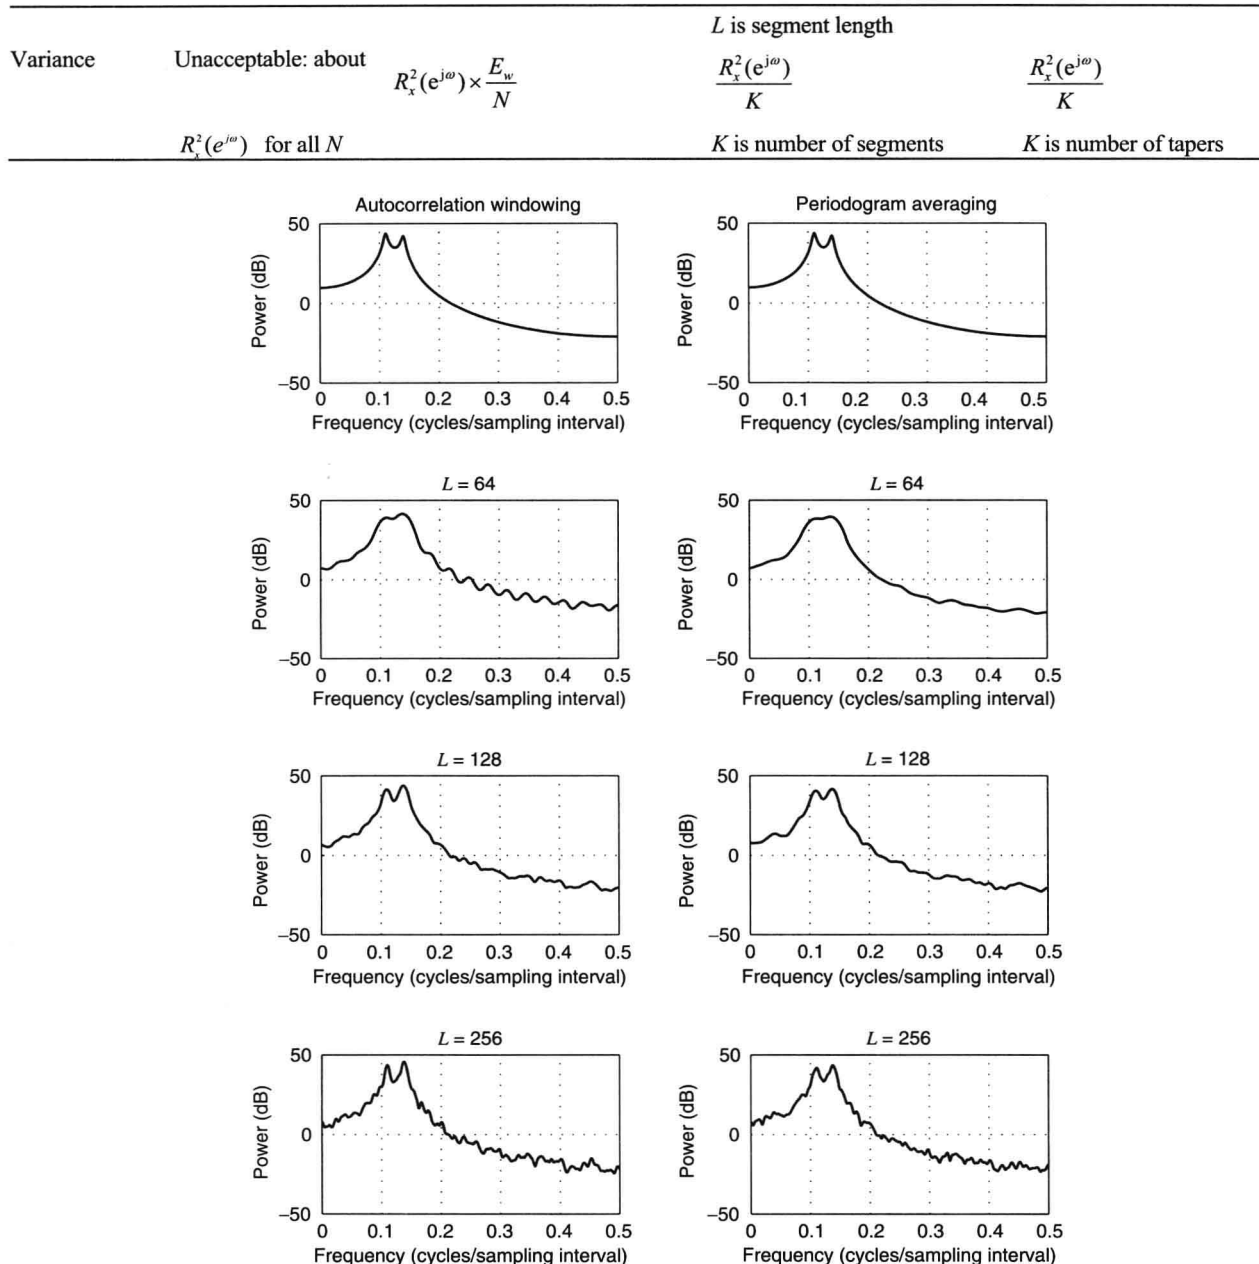 L is segment length
Variance Unacceptable: about R_x^2(e^{jω}) × E_w/N R_x^2(e^{jω})/K R_x^2(e^{jω})/K
R_x^2(e^{jω}) for all N K is number of segments K is number of tapers
Autocorrelation windowing Periodogram averaging
50 50
Power (dB) Power (dB)
0 0
−50 −50
0 0.1 0.2 0.3 0.4 0.5 0 0.1 0.2 0.3 0.4 0.5
Frequency (cycles/sampling interval) Frequency (cycles/sampling interval)
L = 64 L = 64
50 50
Power (dB) Power (dB)
0 0
−50 −50
0 0.1 0.2 0.3 0.4 0.5 0 0.1 0.2 0.3 0.4 0.5
Frequency (cycles/sampling interval) Frequency (cycles/sampling interval)
L = 128 L = 128
50 50
Power (dB) Power (dB)
0 0
−50 −50
0 0.1 0.2 0.3 0.4 0.5 0 0.1 0.2 0.3 0.4 0.5
Frequency (cycles/sampling interval) Frequency (cycles/sampling interval)
L = 256 L = 256
50 50
Power (dB) Power (dB)
0 0
−50 −50
0 0.1 0.2 0.3 0.4 0.5 0 0.1 0.2 0.3 0.4 0.5
Frequency (cycles/sampling interval) Frequency (cycles/sampling interval)